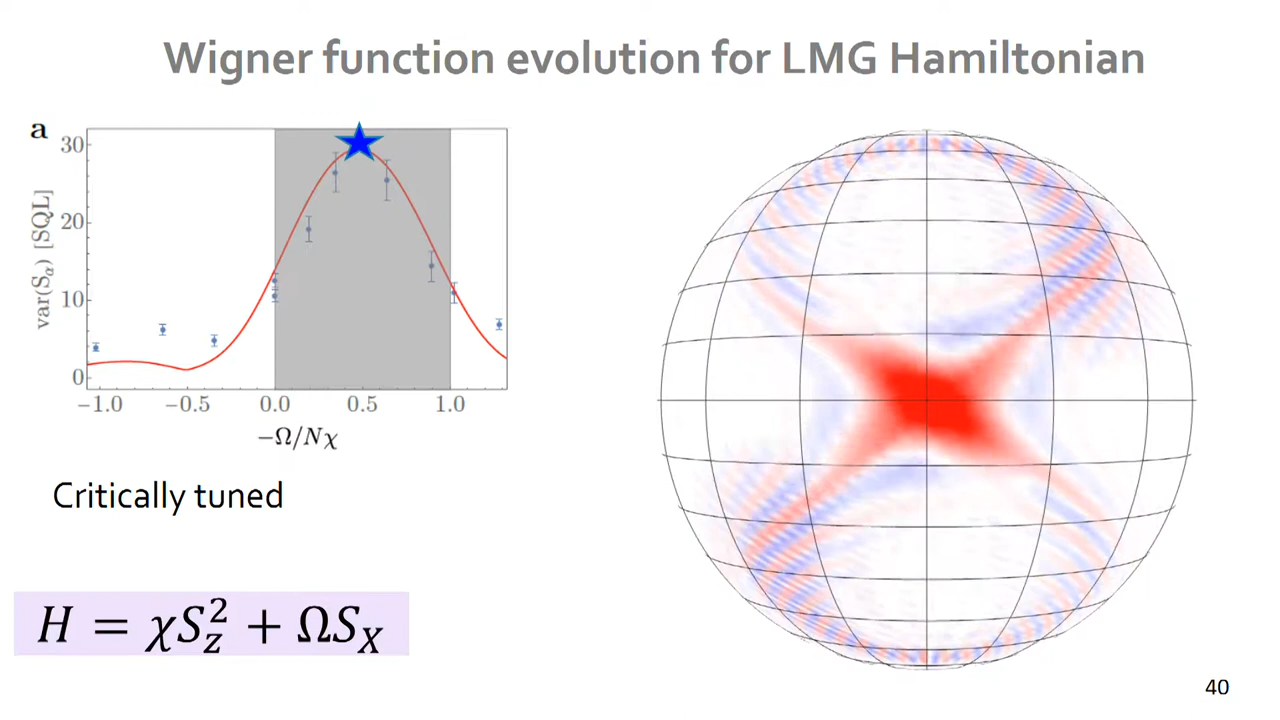 Wigner function evolution for LMG Hamiltonian
a
30
20
10
0
var(Sα) [SQL]
−1.0 −0.5 0.0 0.5 1.0
−Ω/Nχ
Critically tuned
H = χS_z^2 + ΩS_X
40